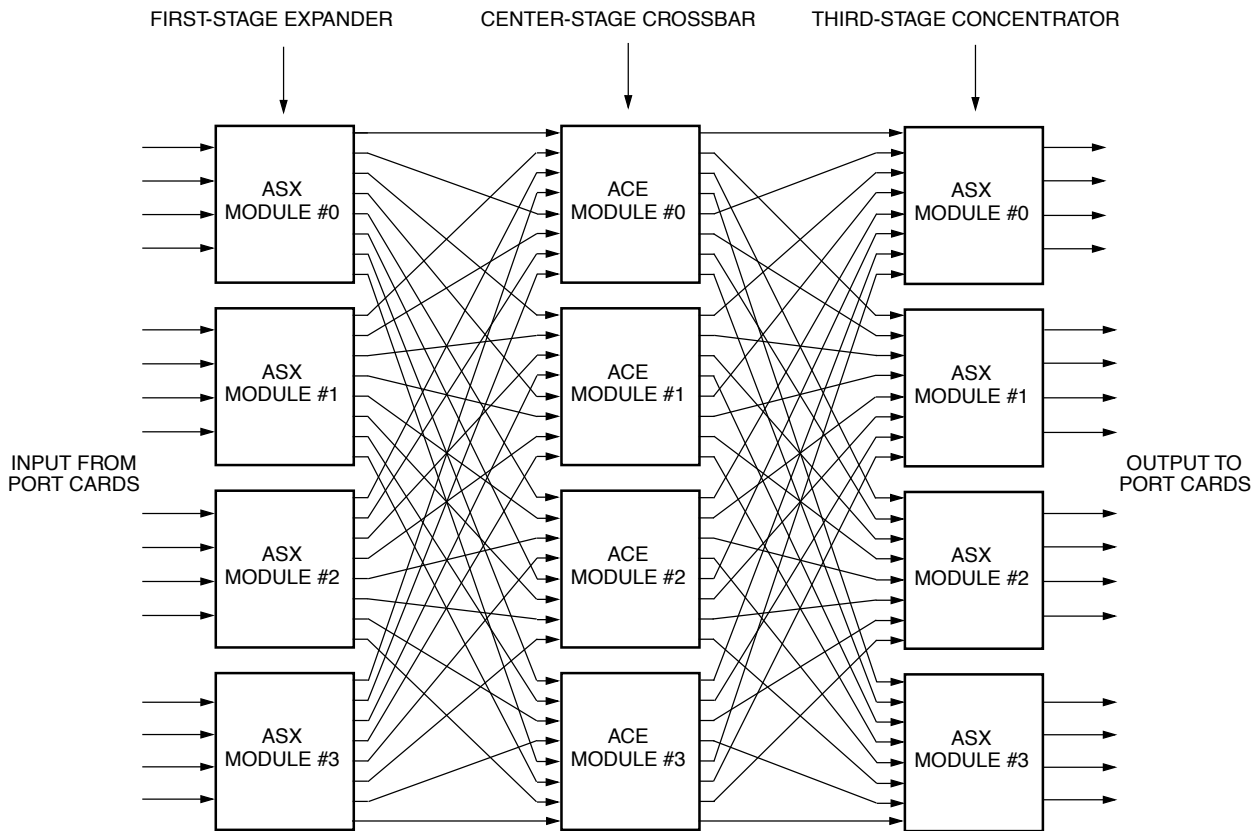 FIRST-STAGE EXPANDER
CENTER-STAGE CROSSBAR
THIRD-STAGE CONCENTRATOR
ASX
MODULE #0
ACE
MODULE #0
ASX
MODULE #0
ASX
MODULE #1
ACE
MODULE #1
ASX
MODULE #1
INPUT FROM
PORT CARDS
OUTPUT TO
PORT CARDS
ASX
MODULE #2
ACE
MODULE #2
ASX
MODULE #2
ASX
MODULE #3
ACE
MODULE #3
ASX
MODULE #3